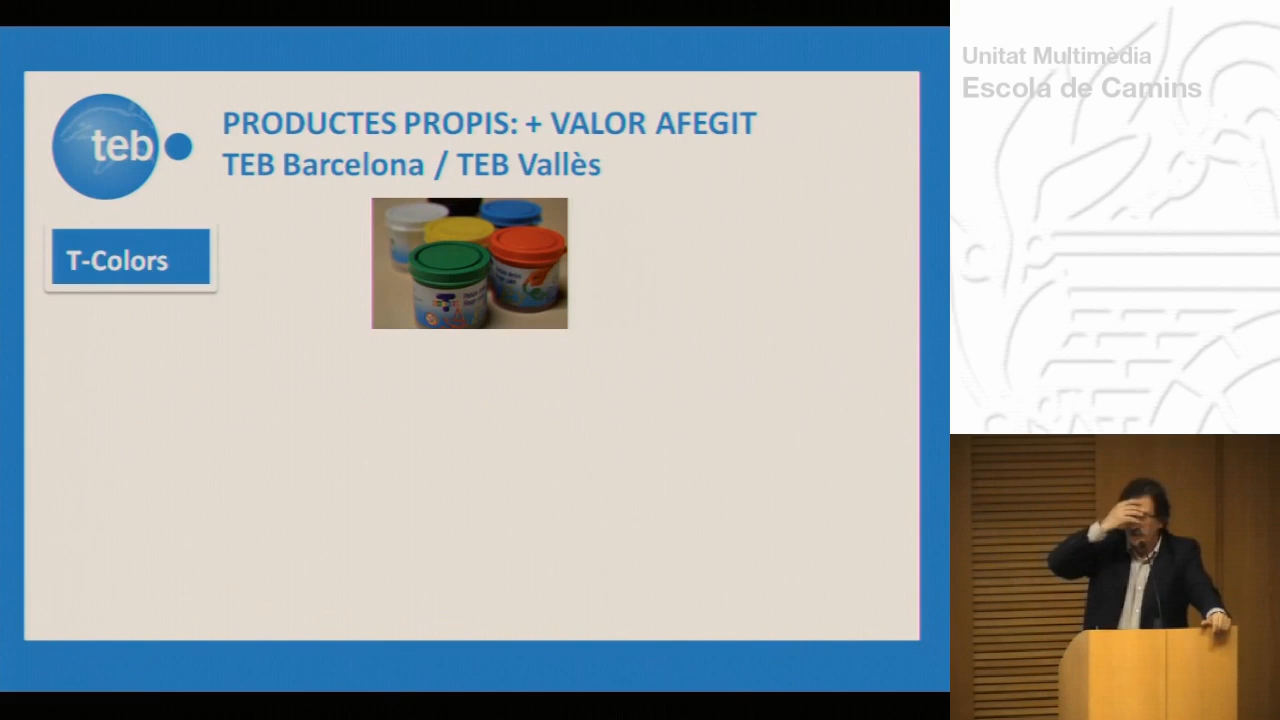 teb
PRODUCTES PROPIS: + VALOR AFEGIT
TEB Barcelona / TEB Vallès
T-Colors
Unitat Multimèdia
Escola de Camins